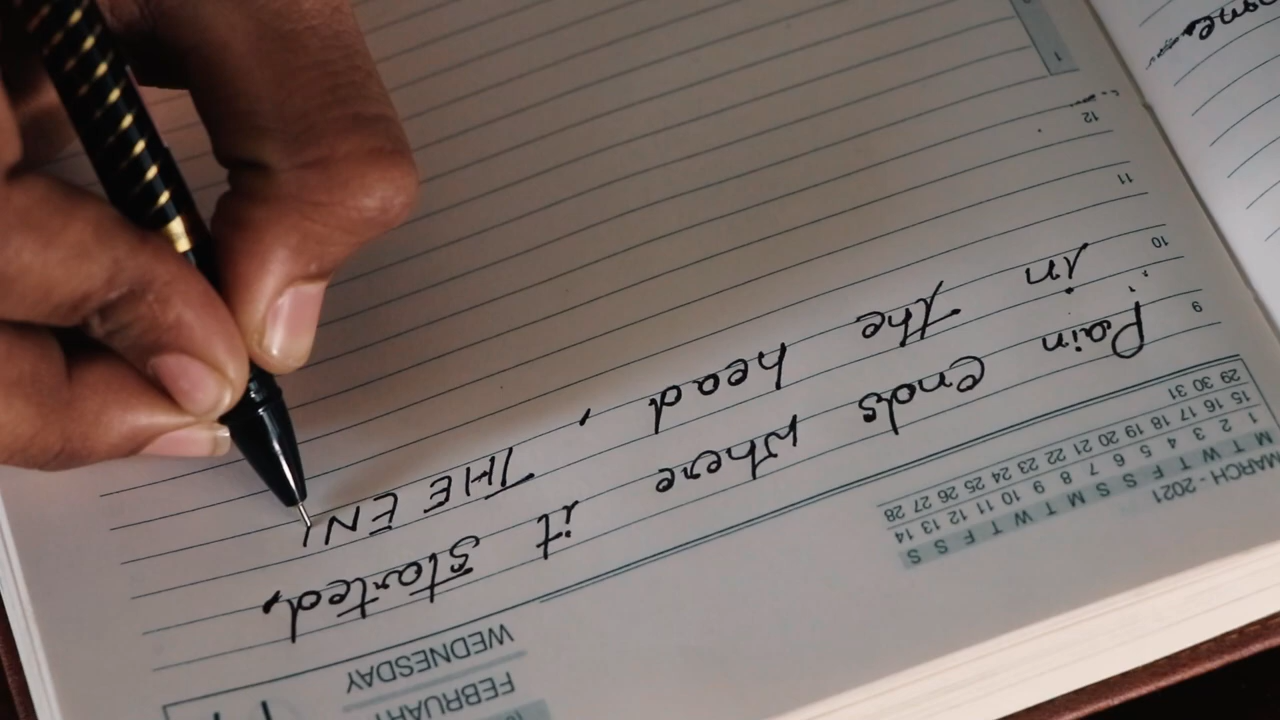 FEBRUAR
WEDNESDAY
MARCH - 2021
M T W T F S S M T W T F S S
1 2 3 4 5 6 7 8 9 10 11 12 13 14
15 16 17 18 19 20 21 22 23 24 25 26 27 28
29 30 31
9
Pain ends where it started,
10
in the head, THE EN
11
12
1